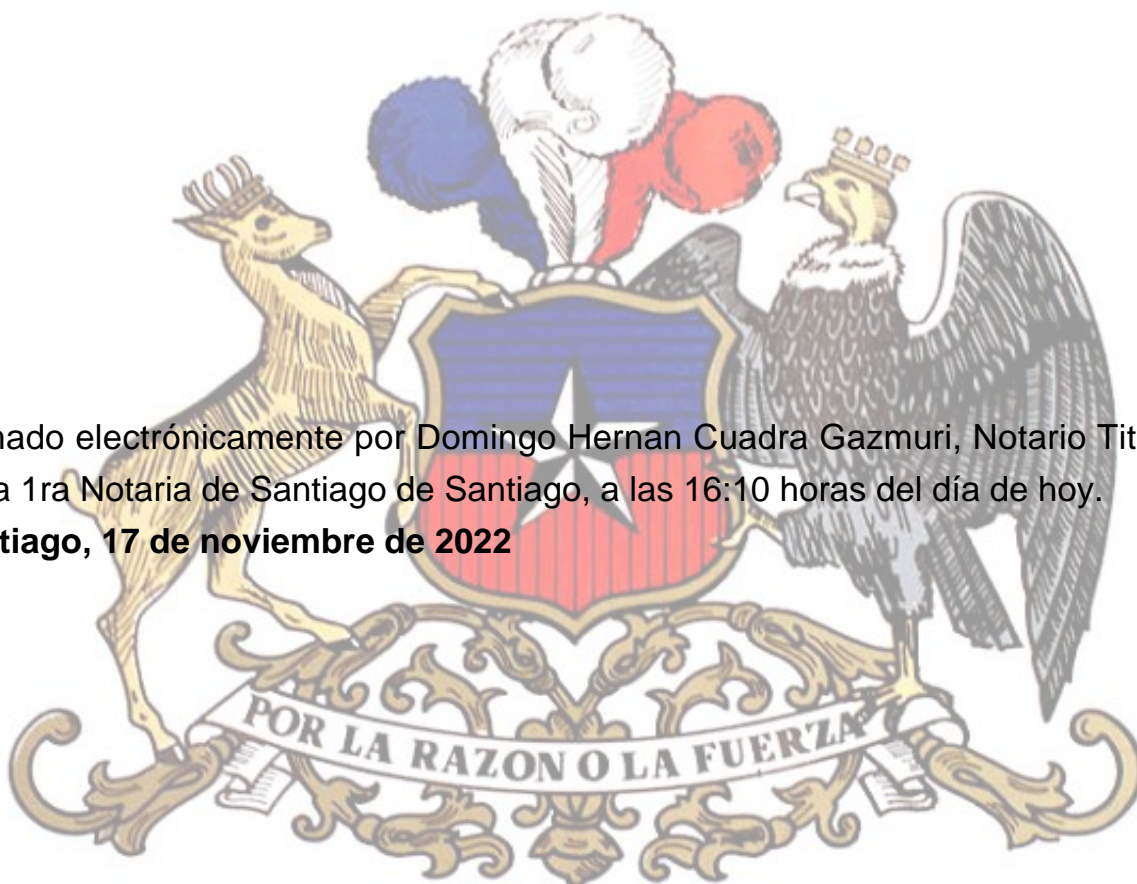 nado electrónicamente por Domingo Hernan Cuadra Gazmuri, Notario Tit
a 1ra Notaria de Santiago de Santiago, a las 16:10 horas del día de hoy.
tiago, 17 de noviembre de 2022
POR LA RAZON O LA FUERZA